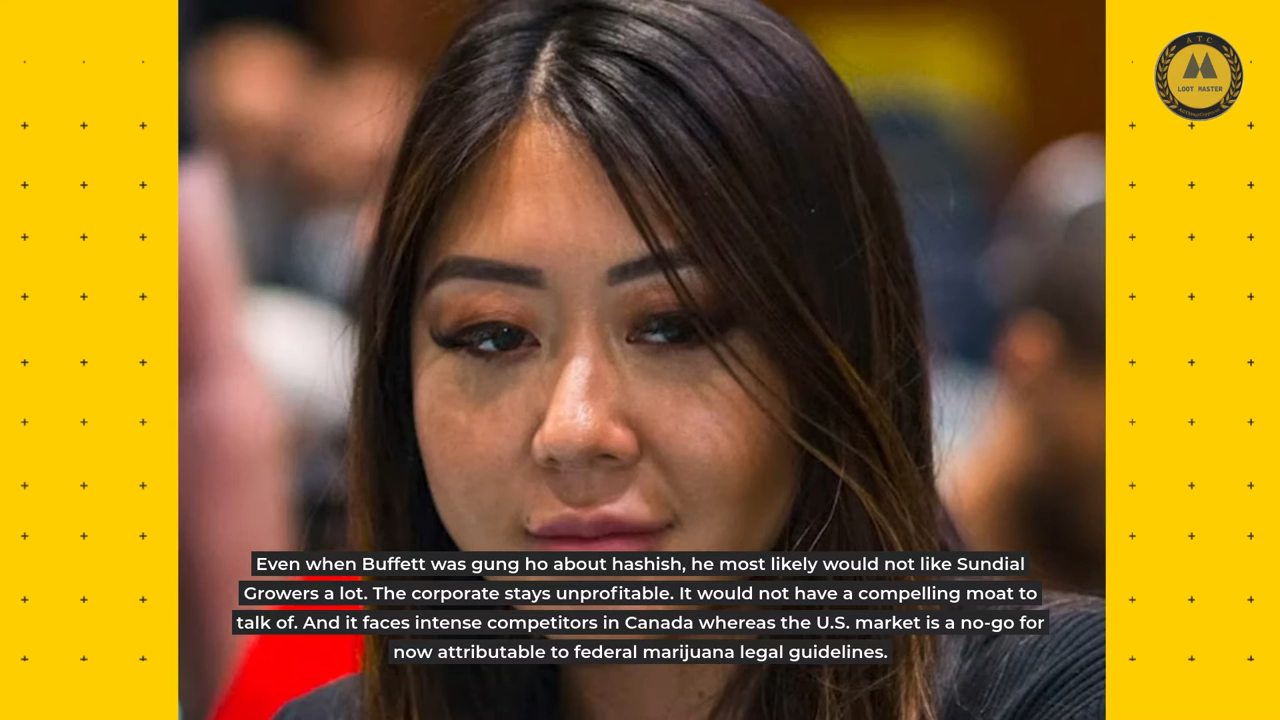 ATC
LOOT MASTER
Even when Buffett was gung ho about hashish, he most likely would not like Sundial
Growers a lot. The corporate stays unprofitable. It would not have a compelling moat to
talk of. And it faces intense competitors in Canada whereas the U.S. market is a no-go for
now attributable to federal marijuana legal guidelines.